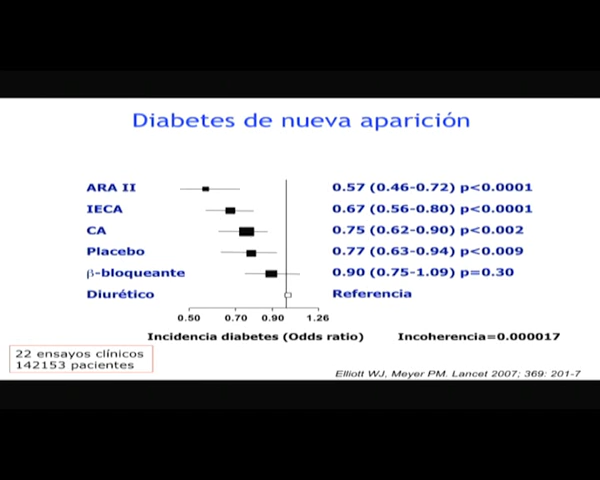 Diabetes de nueva aparición
ARA II 0.57 (0.46-0.72) p<0.0001
IECA 0.67 (0.56-0.80) p<0.0001
CA 0.75 (0.62-0.90) p<0.002
Placebo 0.77 (0.63-0.94) p<0.009
β-bloqueante 0.90 (0.75-1.09) p=0.30
Diurético Referencia
0.50 0.70 0.90 1.26
Incidencia diabetes (Odds ratio) Incoherencia=0.000017
22 ensayos clínicos
142153 pacientes
Elliott WJ, Meyer PM. Lancet 2007; 369: 201-7